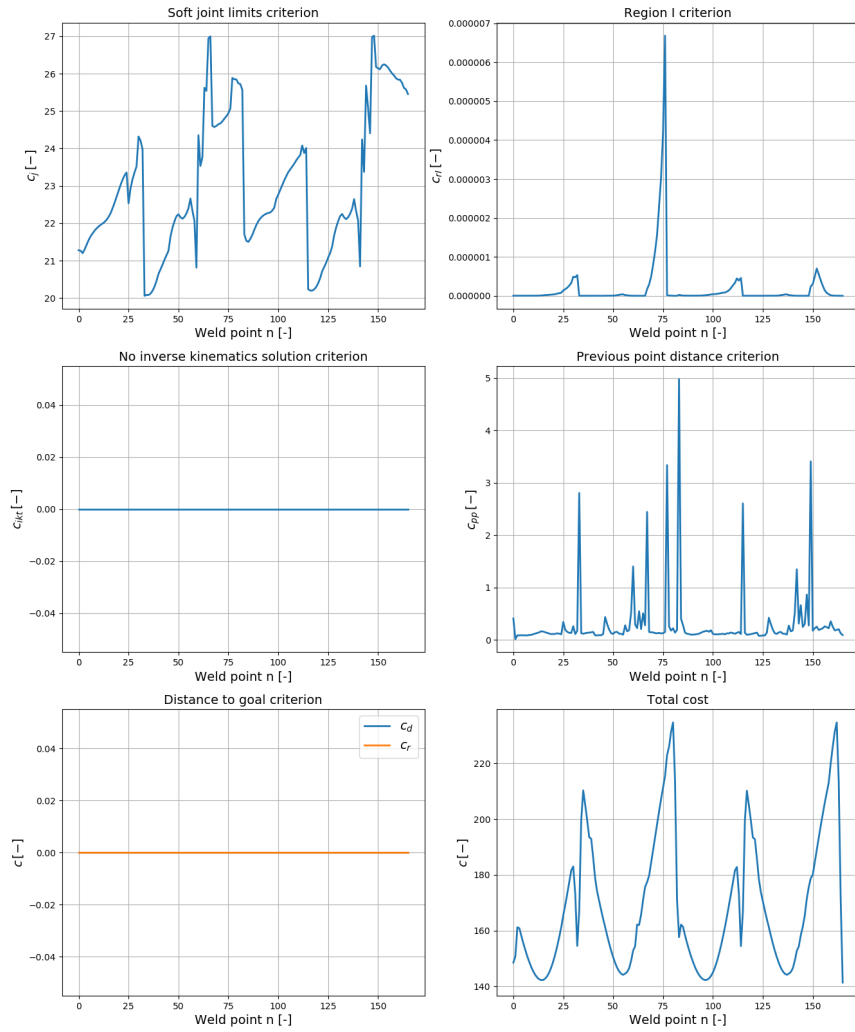 Soft joint limits criterion
27
26
25
24
23
22
21
20
c_j [−]
0 25 50 75 100 125 150
Weld point n [-]
Region I criterion
0.000007
0.000006
0.000005
0.000004
0.000003
0.000002
0.000001
0.000000
c_rI [−]
0 25 50 75 100 125 150
Weld point n [-]
No inverse kinematics solution criterion
0.04
0.02
0.00
−0.02
−0.04
c_ikt [−]
0 25 50 75 100 125 150
Weld point n [-]
Previous point distance criterion
5
4
3
2
1
0
c_pp [−]
0 25 50 75 100 125 150
Weld point n [-]
Distance to goal criterion
0.04
0.02
0.00
−0.02
−0.04
c [−]
c_d
c_r
0 25 50 75 100 125 150
Weld point n [-]
Total cost
220
200
180
160
140
c [−]
0 25 50 75 100 125 150
Weld point n [-]